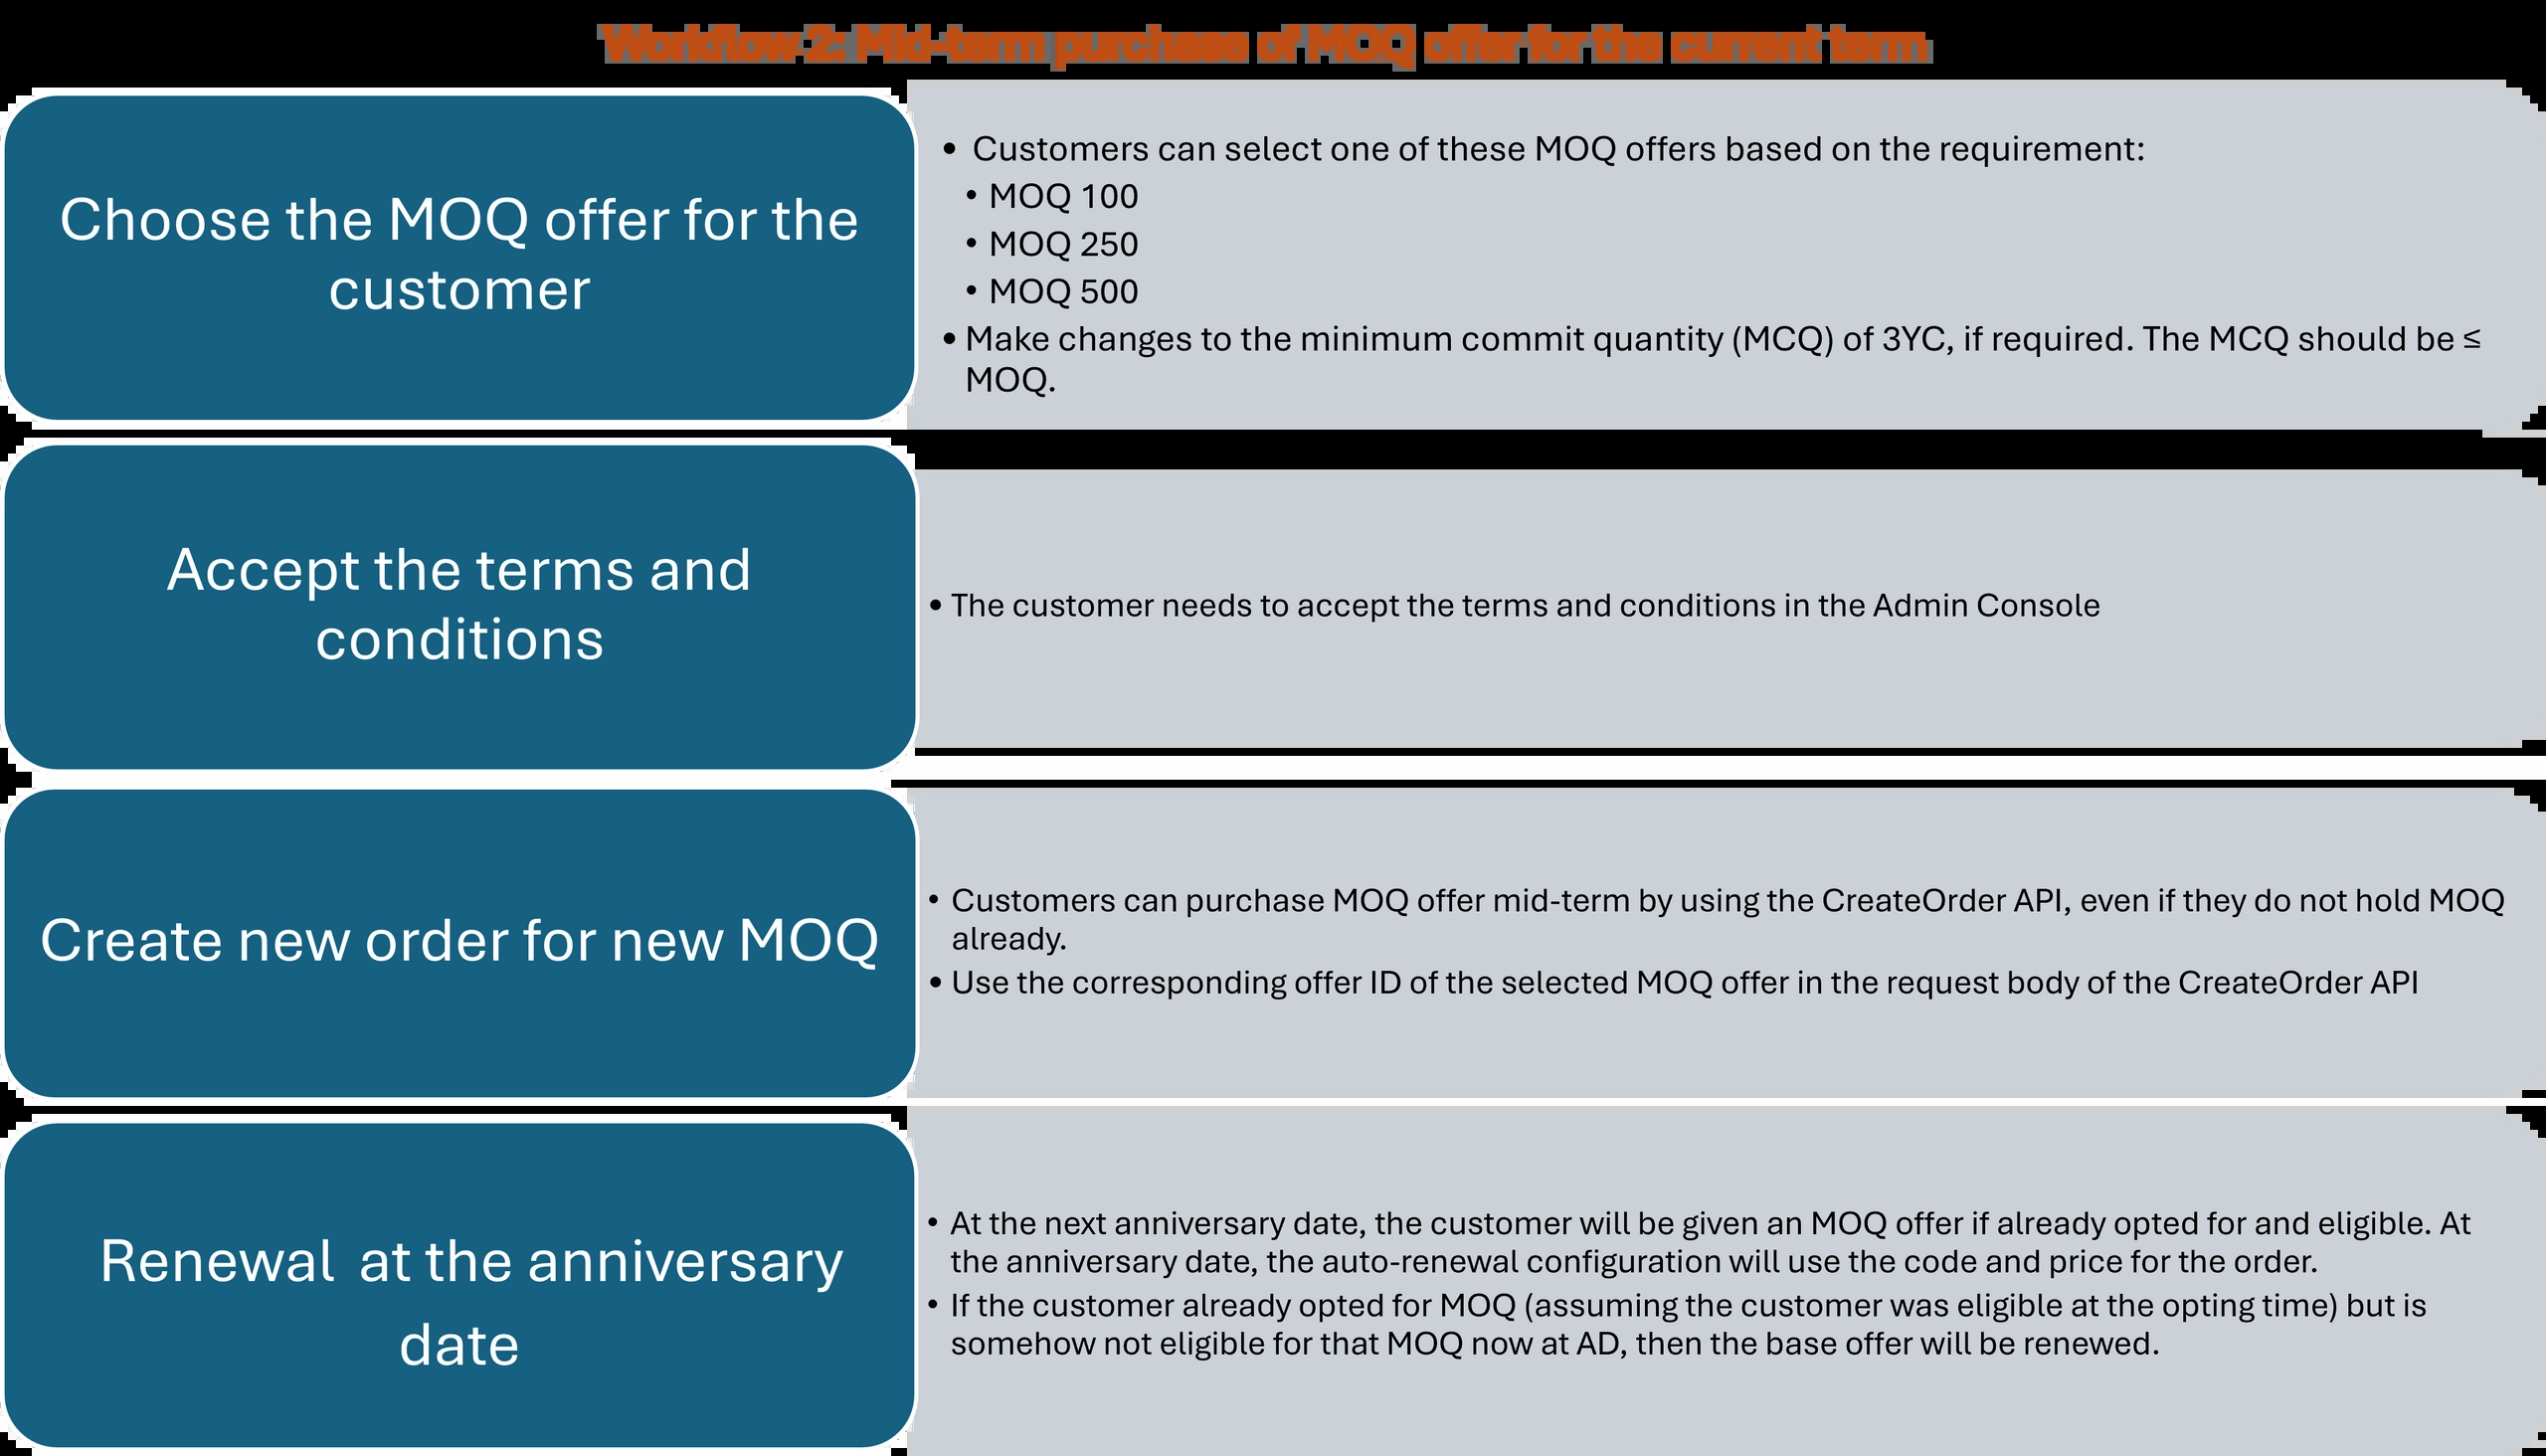 Workflow 2: Mid-term purchase of MOQ offer for the current term
Choose the MOQ offer for the
customer
• Customers can select one of these MOQ offers based on the requirement:
• MOQ 100
• MOQ 250
• MOQ 500
• Make changes to the minimum commit quantity (MCQ) of 3YC, if required. The MCQ should be ≤
MOQ.
Accept the terms and
conditions
• The customer needs to accept the terms and conditions in the Admin Console
Create new order for new MOQ
• Customers can purchase MOQ offer mid-term by using the CreateOrder API, even if they do not hold MOQ
already.
• Use the corresponding offer ID of the selected MOQ offer in the request body of the CreateOrder API
Renewal at the anniversary
date
• At the next anniversary date, the customer will be given an MOQ offer if already opted for and eligible. At
the anniversary date, the auto-renewal configuration will use the code and price for the order.
• If the customer already opted for MOQ (assuming the customer was eligible at the opting time) but is
somehow not eligible for that MOQ now at AD, then the base offer will be renewed.